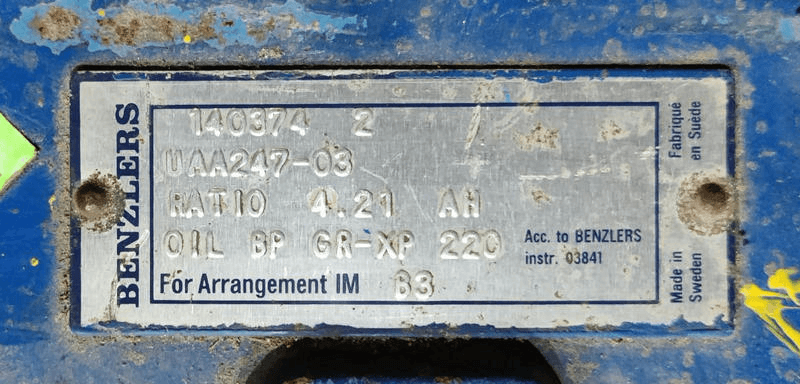 BENZLERS
140374 2
UAA247-03
RATIO 4.21 AH
OIL BP GR-XP 220
Acc. to BENZLERS
instr. 03841
For Arrangement IM B3
Fabriqué
en Suède
Made in
Sweden